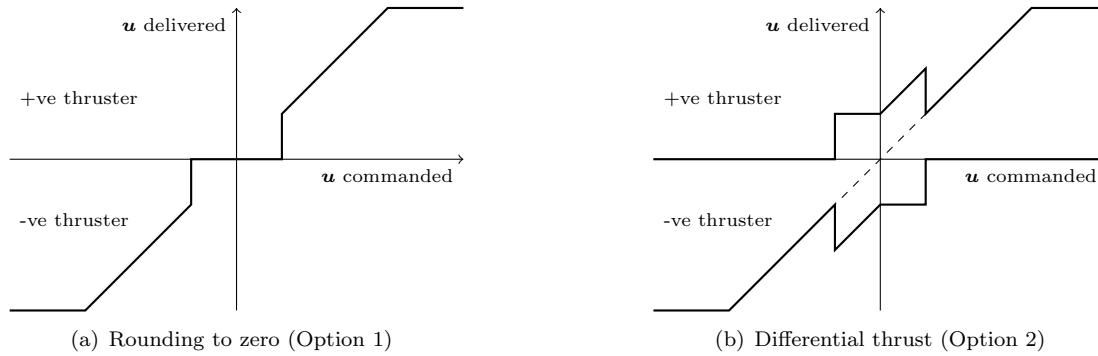 u delivered
+ve thruster
u commanded
-ve thruster
(a) Rounding to zero (Option 1)
u delivered
+ve thruster
u commanded
-ve thruster
(b) Differential thrust (Option 2)